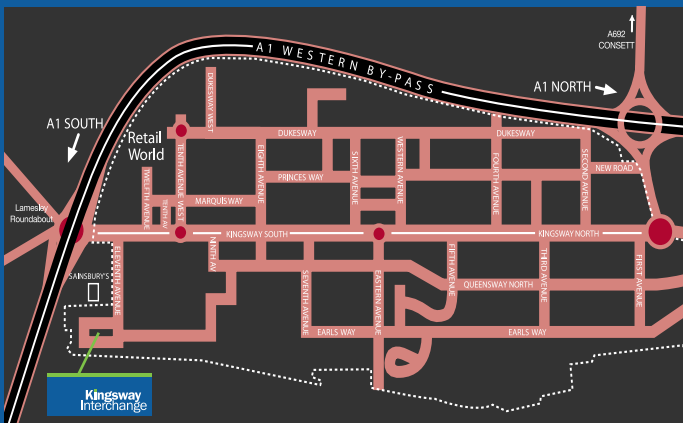 A692
CONSETT
A1 WESTERN BY-PASS
A1 NORTH
A1 SOUTH
Retail
World
DUKESWAY WEST
DUKESWAY
DUKESWAY
TENTH AVENUE WEST
EIGHTH AVENUE
SIXTH AVENUE
WESTERN AVENUE
FOURTH AVENUE
SECOND AVENUE
NEW ROAD
PRINCES WAY
TWELFTH AVENUE
TENTH AV
MARQUISWAY
Lamesley
Roundabout
KINGSWAY SOUTH
KINGSWAY NORTH
ELEVENTH AVENUE
NINTH AV
SEVENTH AVENUE
EASTERN AVENUE
FIFTH AVENUE
THIRD AVENUE
FIRST AVENUE
SAINSBURY'S
QUEENSWAY NORTH
EARLS WAY
EARLS WAY
Kingsway
Interchange